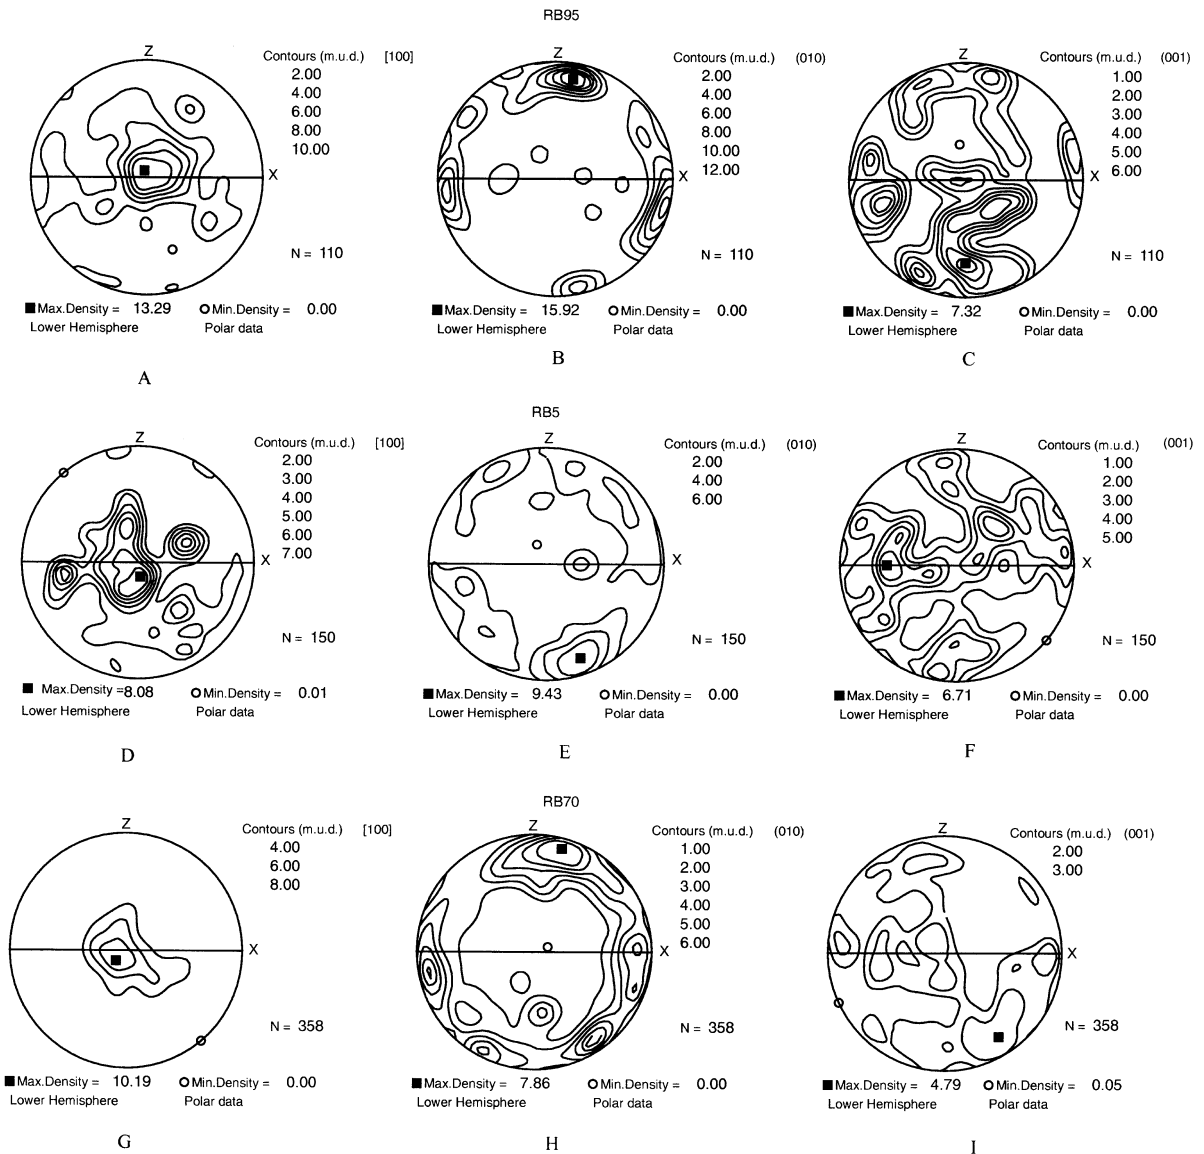 RB95
Z
Contours (m.u.d.) [100]
2.00
4.00
6.00
8.00
10.00
X
N = 110
Max.Density = 13.29 Min.Density = 0.00
Lower Hemisphere Polar data
A
Z
Contours (m.u.d.) (010)
2.00
4.00
6.00
8.00
10.00
12.00
X
N = 110
Max.Density = 15.92 Min.Density = 0.00
Lower Hemisphere Polar data
B
Z
Contours (m.u.d.) (001)
1.00
2.00
3.00
4.00
5.00
6.00
X
N = 110
Max.Density = 7.32 Min.Density = 0.00
Lower Hemisphere Polar data
C
RB5
Z
Contours (m.u.d.) [100]
2.00
3.00
4.00
5.00
6.00
7.00
X
N = 150
Max.Density =8.08 Min.Density = 0.01
Lower Hemisphere Polar data
D
Z
Contours (m.u.d.) (010)
2.00
4.00
6.00
X
N = 150
Max.Density = 9.43 Min.Density = 0.00
Lower Hemisphere Polar data
E
Z
Contours (m.u.d.) (001)
1.00
2.00
3.00
4.00
5.00
X
N = 150
Max.Density = 6.71 Min.Density = 0.00
Lower Hemisphere Polar data
F
RB70
Z
Contours (m.u.d.) [100]
4.00
6.00
8.00
X
N = 358
Max.Density = 10.19 Min.Density = 0.00
Lower Hemisphere Polar data
G
Z
Contours (m.u.d.) (010)
1.00
2.00
3.00
4.00
5.00
6.00
X
N = 358
Max.Density = 7.86 Min.Density = 0.00
Lower Hemisphere Polar data
H
Z
Contours (m.u.d.) (001)
2.00
3.00
X
N = 358
Max.Density = 4.79 Min.Density = 0.05
Lower Hemisphere Polar data
I